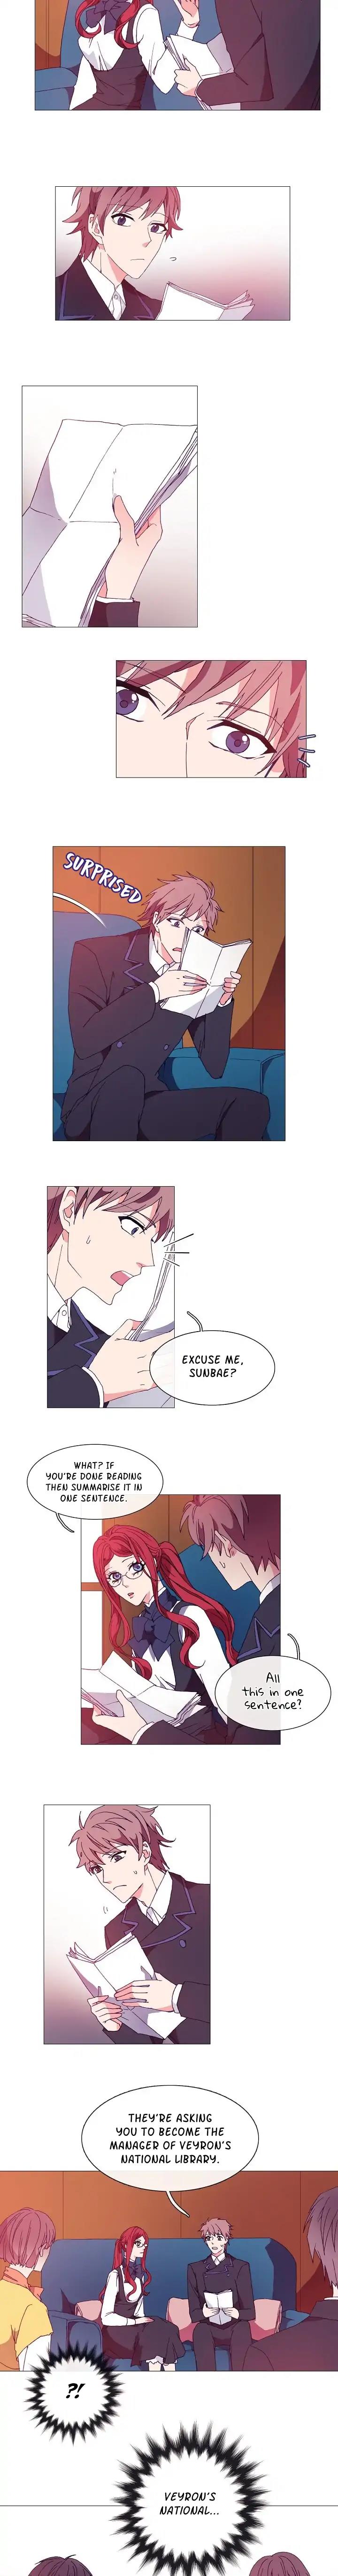 SURPRISED
EXCUSE ME,
SUNBAE?
WHAT? IF
YOU'RE DONE READING
THEN SUMMARISE IT IN
ONE SENTENCE.
All
this in one
sentence?
THEY'RE ASKING
YOU TO BECOME THE
MANAGER OF VEYRON'S
NATIONAL LIBRARY.
?!
VEYRON'S
NATIONAL...